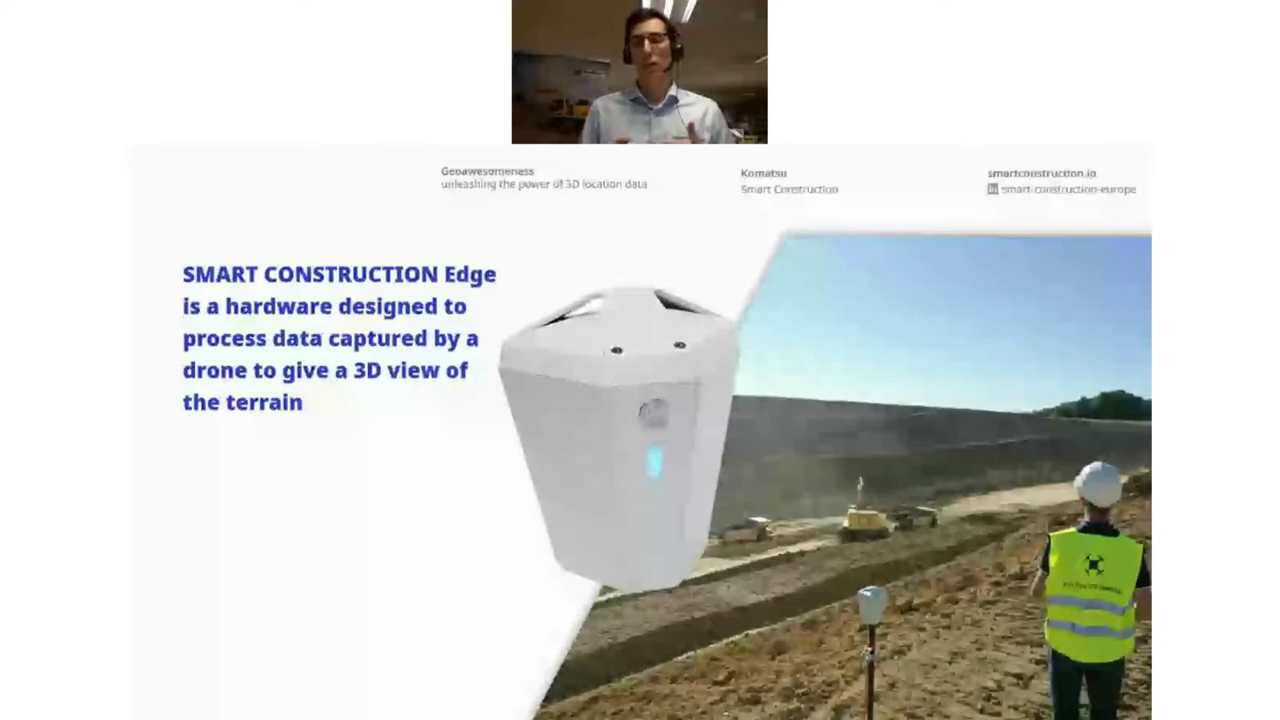 Geoawesomeness
unleashing the power of 3D location data
Komatsu
Smart Construction
smartconstruction.io
in smart-construction-europe
SMART CONSTRUCTION Edge
is a hardware designed to
process data captured by a
drone to give a 3D view of
the terrain